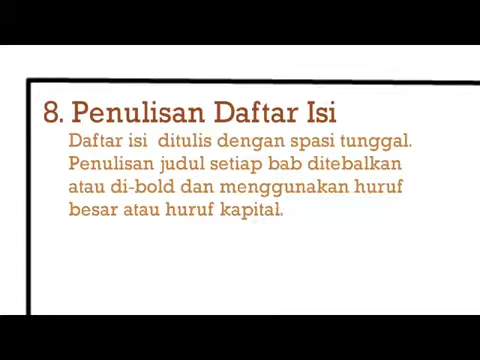 8. Penulisan Daftar Isi
Daftar isi ditulis dengan spasi tunggal.
Penulisan judul setiap bab ditebalkan
atau di-bold dan menggunakan huruf
besar atau huruf kapital.